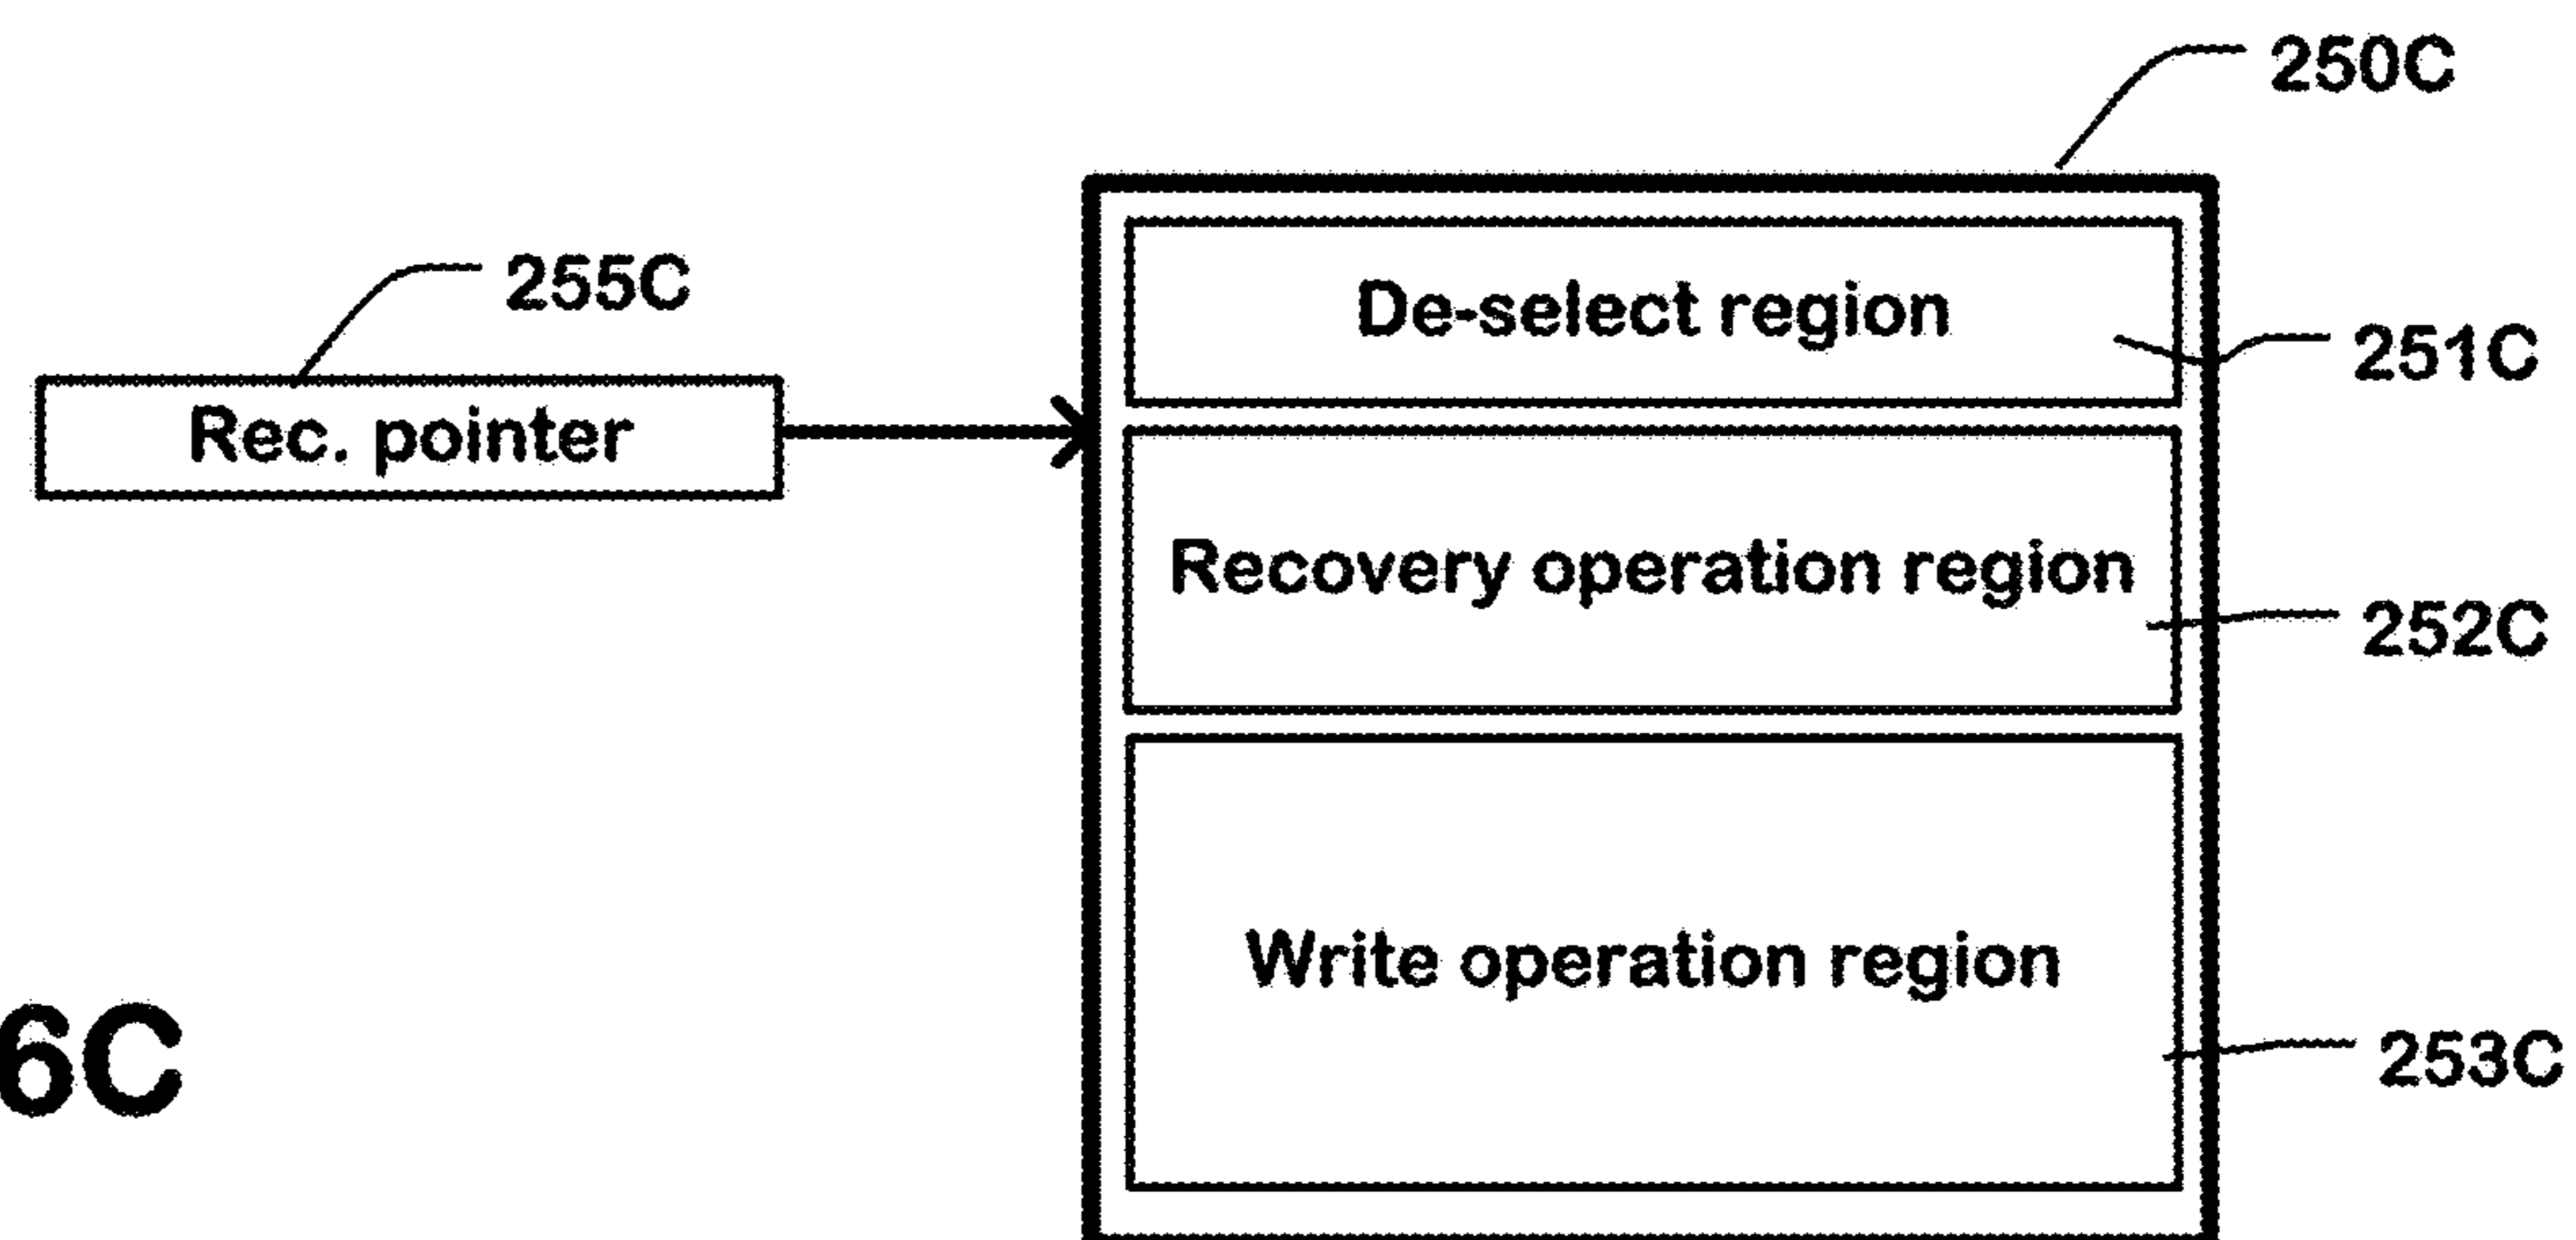 250C
De-select region
255C
251C
Rec. pointer
Recovery operation region
252C
Write operation region
6C
253C